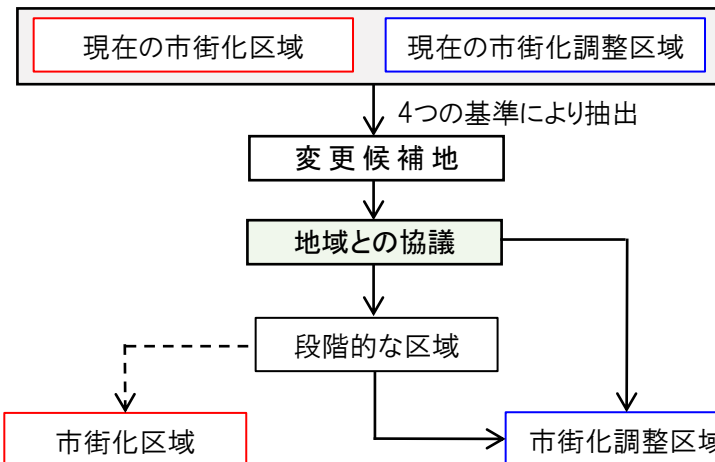 現在の市街化区域
現在の市街化調整区域
4つの基準により抽出
変更候補地
地域との協議
段階的な区域
市街化区域
市街化調整区域